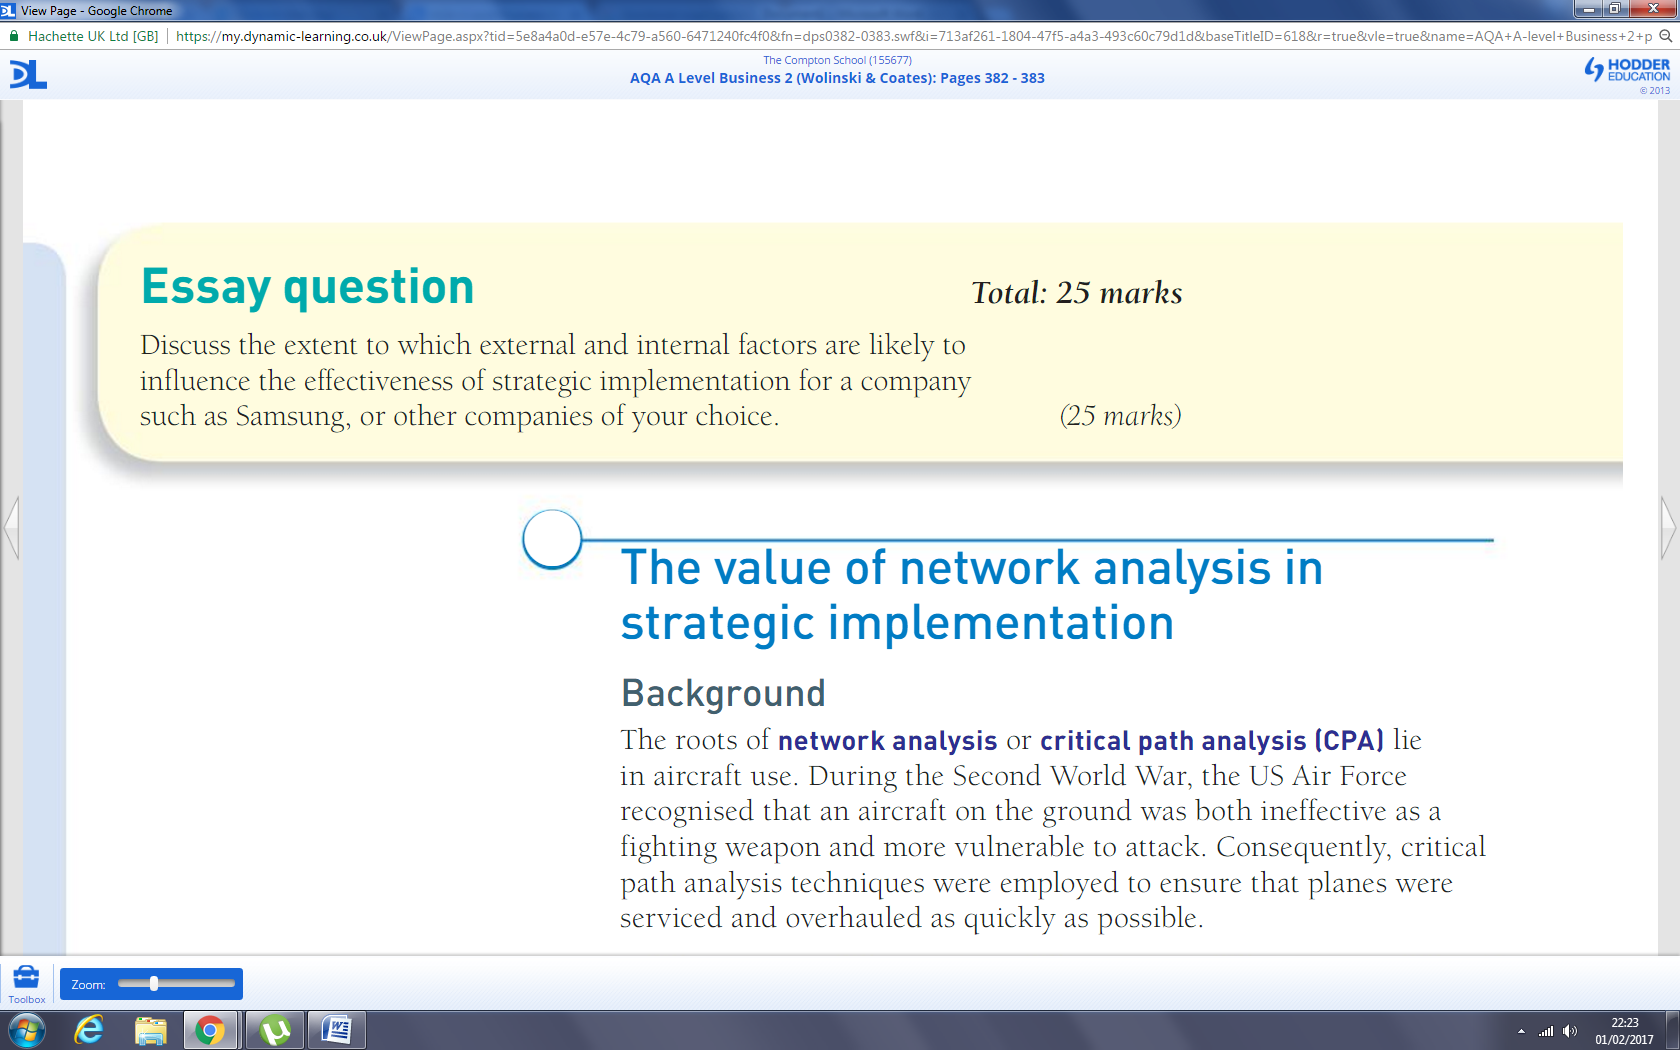 View Page - Google Chrome
Hachette UK Ltd [GB] https://my.dynamic-learning.co.uk/ViewPage.aspx?tid=5e8a4a0d-e57e-4c79-a560-6471240fc4f0&fn=dps0382-0383.swf&i=713af261-1804-47f5-a4a3-493c60c79d1d&baseTitleID=618&r=true&vle=true&name=AQA+A-level+Business+2+p
DL
The Compton School (155677)
AQA A Level Business 2 (Wolinski & Coates): Pages 382 - 383
HODDER
EDUCATION
© 2013
Essay question Total: 25 marks
Discuss the extent to which external and internal factors are likely to
influence the effectiveness of strategic implementation for a company
such as Samsung, or other companies of your choice. (25 marks)
The value of network analysis in
strategic implementation
Background
The roots of network analysis or critical path analysis (CPA) lie
in aircraft use. During the Second World War, the US Air Force
recognised that an aircraft on the ground was both ineffective as a
fighting weapon and more vulnerable to attack. Consequently, critical
path analysis techniques were employed to ensure that planes were
serviced and overhauled as quickly as possible.
Toolbox
Zoom:
22:23
01/02/2017